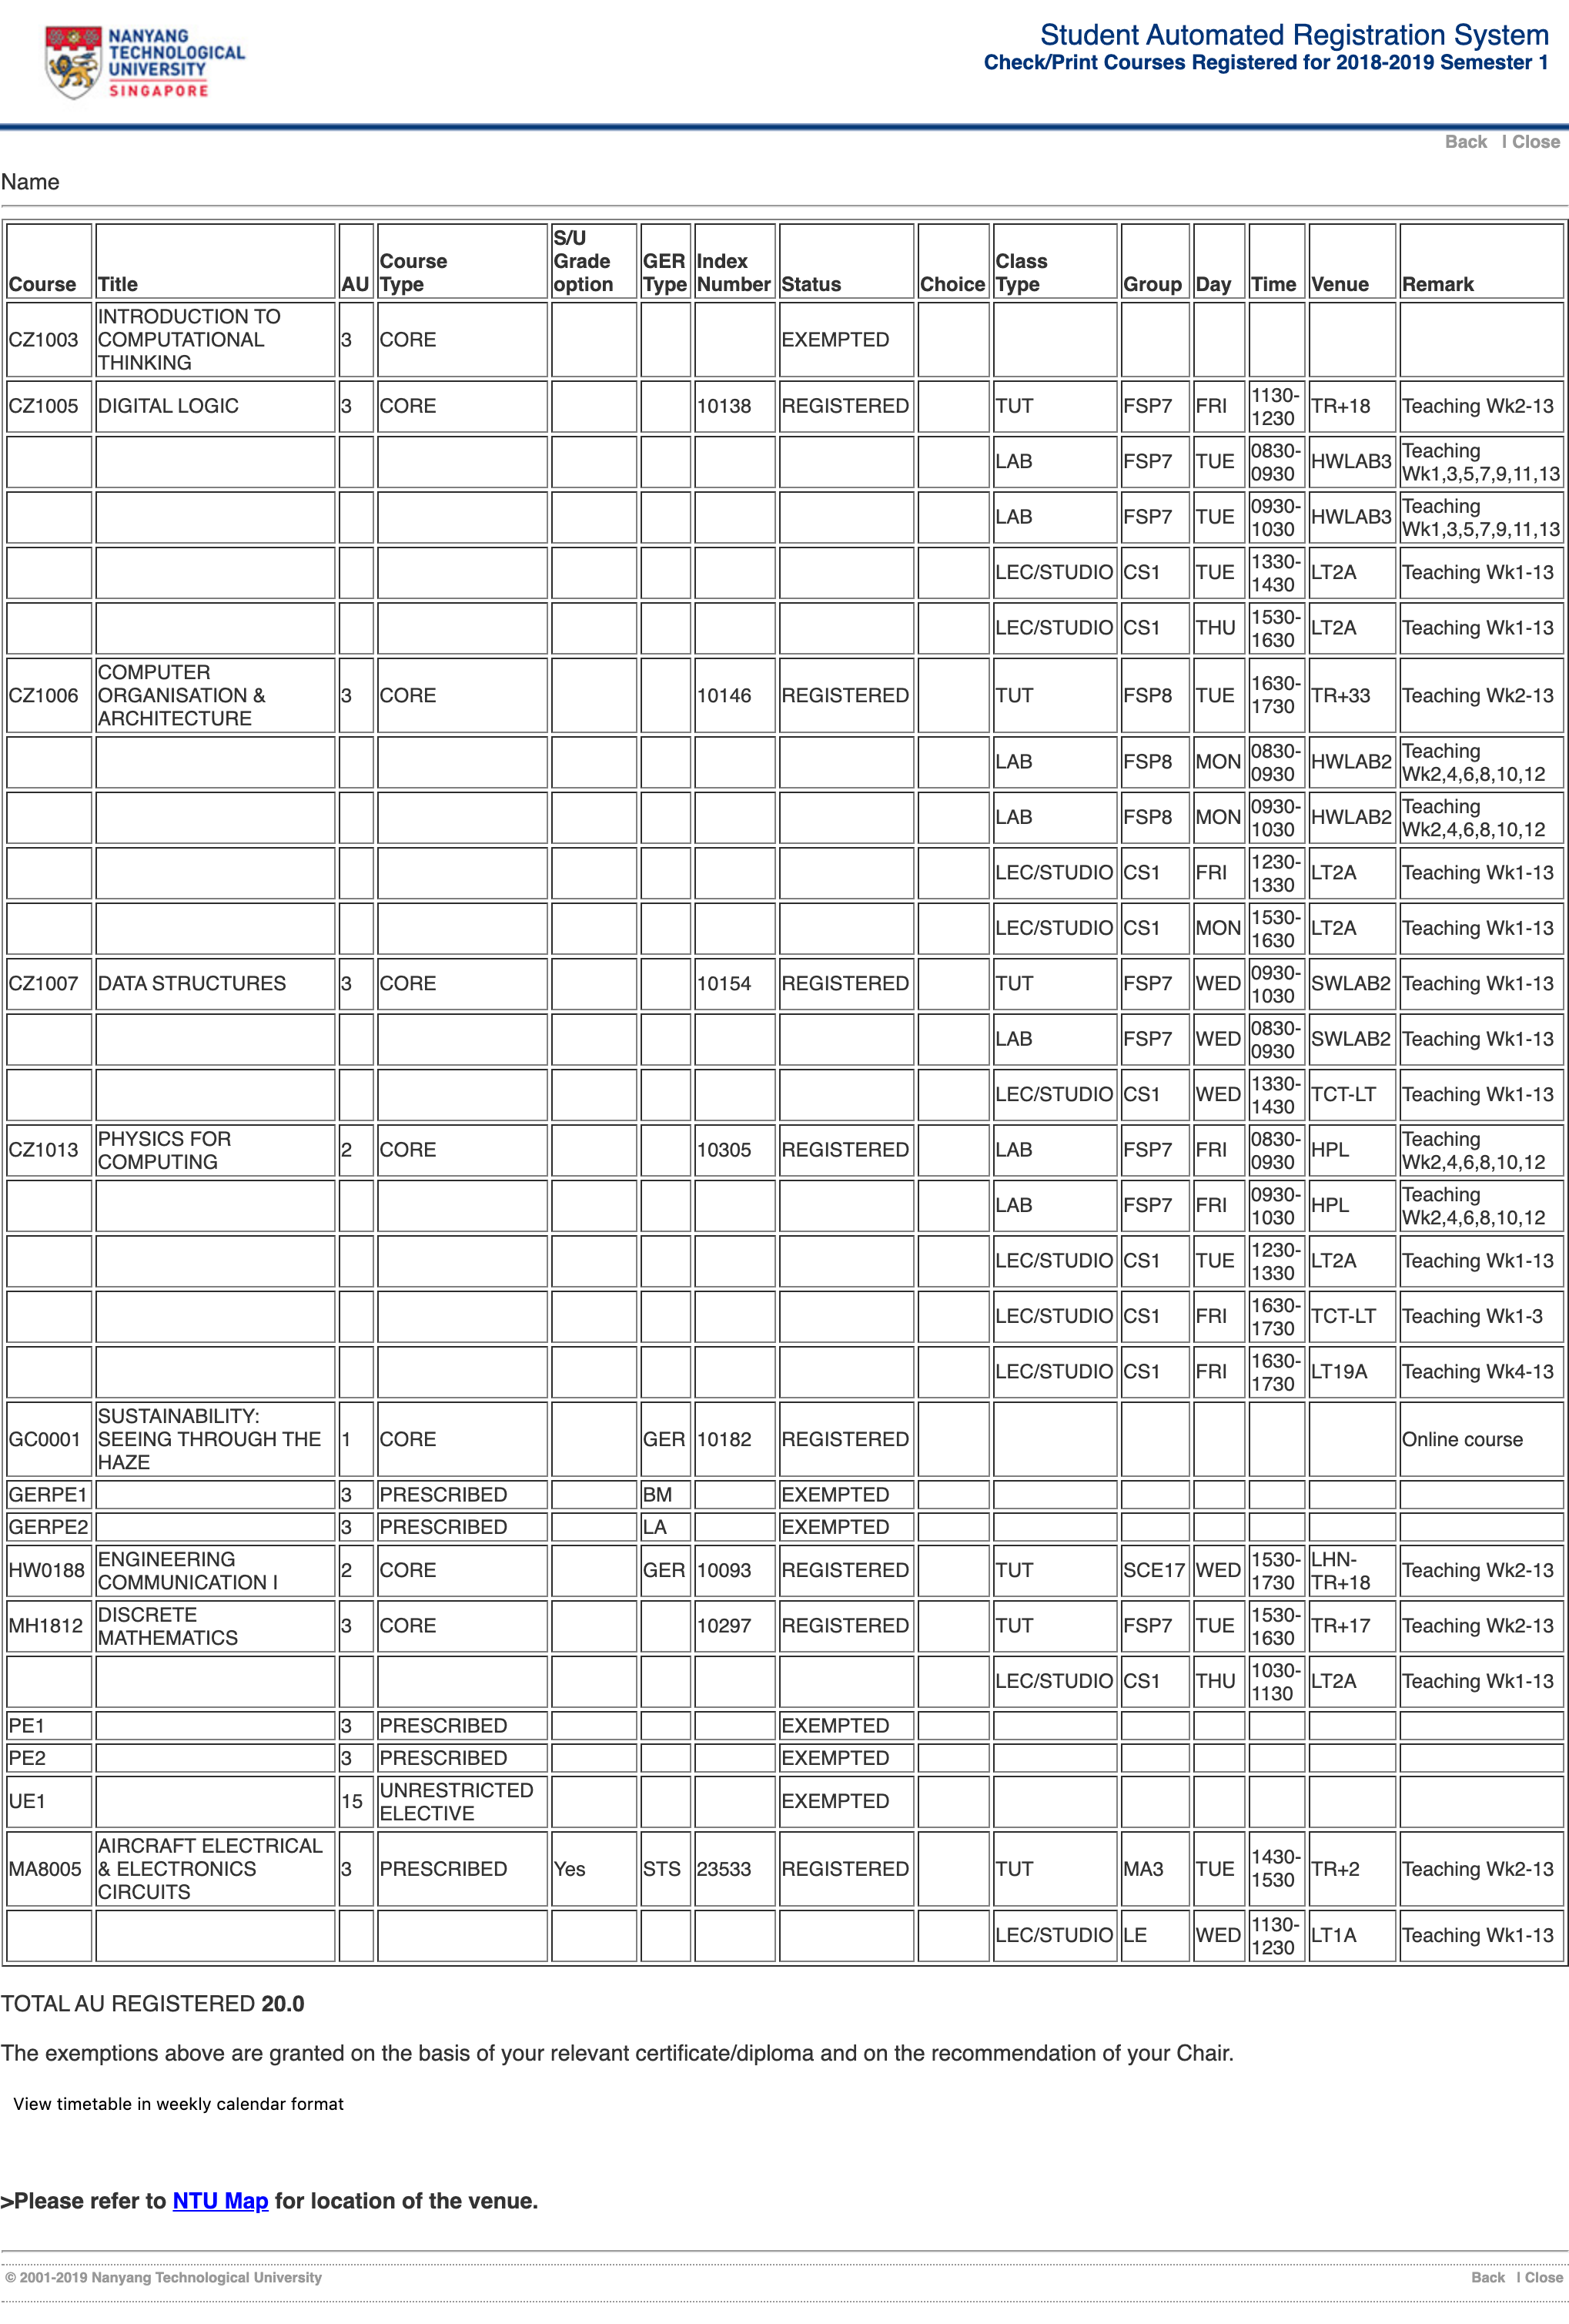 NANYANG
TECHNOLOGICAL
UNIVERSITY
SINGAPORE
Student Automated Registration System
Check/Print Courses Registered for 2018-2019 Semester 1
Back | Close
Name
Course Title AU Course Type S/U Grade option GER Type Index Number Status Choice Class Type Group Day Time Venue Remark
CZ1003 INTRODUCTION TO COMPUTATIONAL THINKING 3 CORE EXEMPTED
CZ1005 DIGITAL LOGIC 3 CORE 10138 REGISTERED TUT FSP7 FRI 1130-1230 TR+18 Teaching Wk2-13
LAB FSP7 TUE 0830-0930 HWLAB3 Teaching Wk1,3,5,7,9,11,13
LAB FSP7 TUE 0930-1030 HWLAB3 Teaching Wk1,3,5,7,9,11,13
LEC/STUDIO CS1 TUE 1330-1430 LT2A Teaching Wk1-13
LEC/STUDIO CS1 THU 1530-1630 LT2A Teaching Wk1-13
CZ1006 COMPUTER ORGANISATION & ARCHITECTURE 3 CORE 10146 REGISTERED TUT FSP8 TUE 1630-1730 TR+33 Teaching Wk2-13
LAB FSP8 MON 0830-0930 HWLAB2 Teaching Wk2,4,6,8,10,12
LAB FSP8 MON 0930-1030 HWLAB2 Teaching Wk2,4,6,8,10,12
LEC/STUDIO CS1 FRI 1230-1330 LT2A Teaching Wk1-13
LEC/STUDIO CS1 MON 1530-1630 LT2A Teaching Wk1-13
CZ1007 DATA STRUCTURES 3 CORE 10154 REGISTERED TUT FSP7 WED 0930-1030 SWLAB2 Teaching Wk1-13
LAB FSP7 WED 0830-0930 SWLAB2 Teaching Wk1-13
LEC/STUDIO CS1 WED 1330-1430 TCT-LT Teaching Wk1-13
CZ1013 PHYSICS FOR COMPUTING 2 CORE 10305 REGISTERED LAB FSP7 FRI 0830-0930 HPL Teaching Wk2,4,6,8,10,12
LAB FSP7 FRI 0930-1030 HPL Teaching Wk2,4,6,8,10,12
LEC/STUDIO CS1 TUE 1230-1330 LT2A Teaching Wk1-13
LEC/STUDIO CS1 FRI 1630-1730 TCT-LT Teaching Wk1-3
LEC/STUDIO CS1 FRI 1630-1730 LT19A Teaching Wk4-13
GC0001 SUSTAINABILITY: SEEING THROUGH THE HAZE 1 CORE GER 10182 REGISTERED Online course
GERPE1 3 PRESCRIBED BM EXEMPTED
GERPE2 3 PRESCRIBED LA EXEMPTED
HW0188 ENGINEERING COMMUNICATION I 2 CORE GER 10093 REGISTERED TUT SCE17 WED 1530-1730 LHN-TR+18 Teaching Wk2-13
MH1812 DISCRETE MATHEMATICS 3 CORE 10297 REGISTERED TUT FSP7 TUE 1530-1630 TR+17 Teaching Wk2-13
LEC/STUDIO CS1 THU 1030-1130 LT2A Teaching Wk1-13
PE1 3 PRESCRIBED EXEMPTED
PE2 3 PRESCRIBED EXEMPTED
UE1 15 UNRESTRICTED ELECTIVE EXEMPTED
MA8005 AIRCRAFT ELECTRICAL & ELECTRONICS CIRCUITS 3 PRESCRIBED Yes STS 23533 REGISTERED TUT MA3 TUE 1430-1530 TR+2 Teaching Wk2-13
LEC/STUDIO LE WED 1130-1230 LT1A Teaching Wk1-13
TOTAL AU REGISTERED 20.0
The exemptions above are granted on the basis of your relevant certificate/diploma and on the recommendation of your Chair.
View timetable in weekly calendar format
>Please refer to NTU Map for location of the venue.
© 2001-2019 Nanyang Technological University
Back | Close